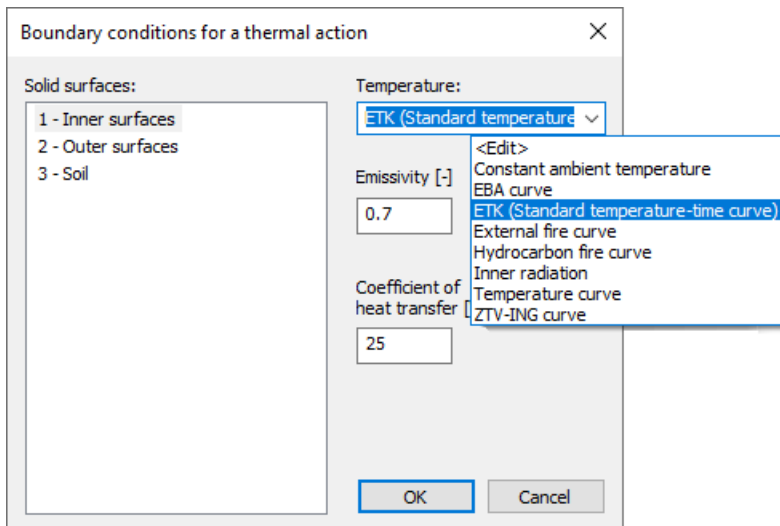 Boundary conditions for a thermal action
Solid surfaces:
1 - Inner surfaces
2 - Outer surfaces
3 - Soil
Temperature:
ETK (Standard temperature
<Edit>
Constant ambient temperature
EBA curve
ETK (Standard temperature-time curve)
External fire curve
Hydrocarbon fire curve
Inner radiation
Temperature curve
ZTV-ING curve
Emissivity [-]
0.7
Coefficient of
heat transfer [
25
OK
Cancel